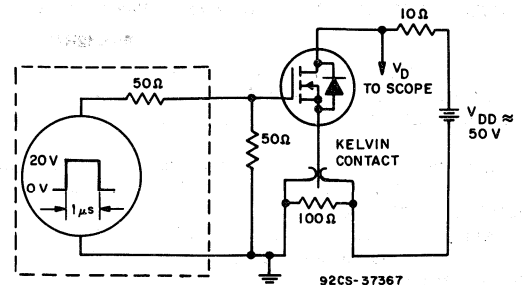 10Ω
V_D
TO SCOPE
50Ω
V_DD ≈
50 V
50Ω
KELVIN
CONTACT
20V
0V
1μs
100Ω
92CS-37367